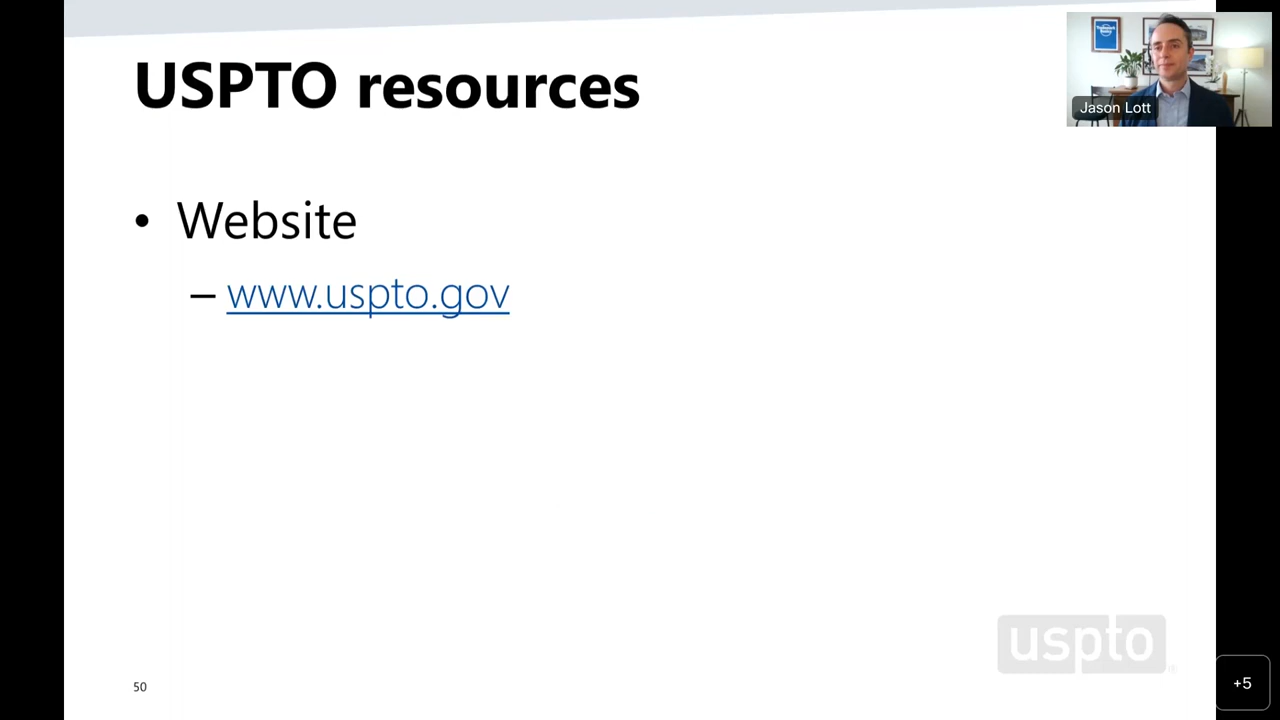 USPTO resources
Jason Lott
• Website
– www.uspto.gov
uspto
50
+5